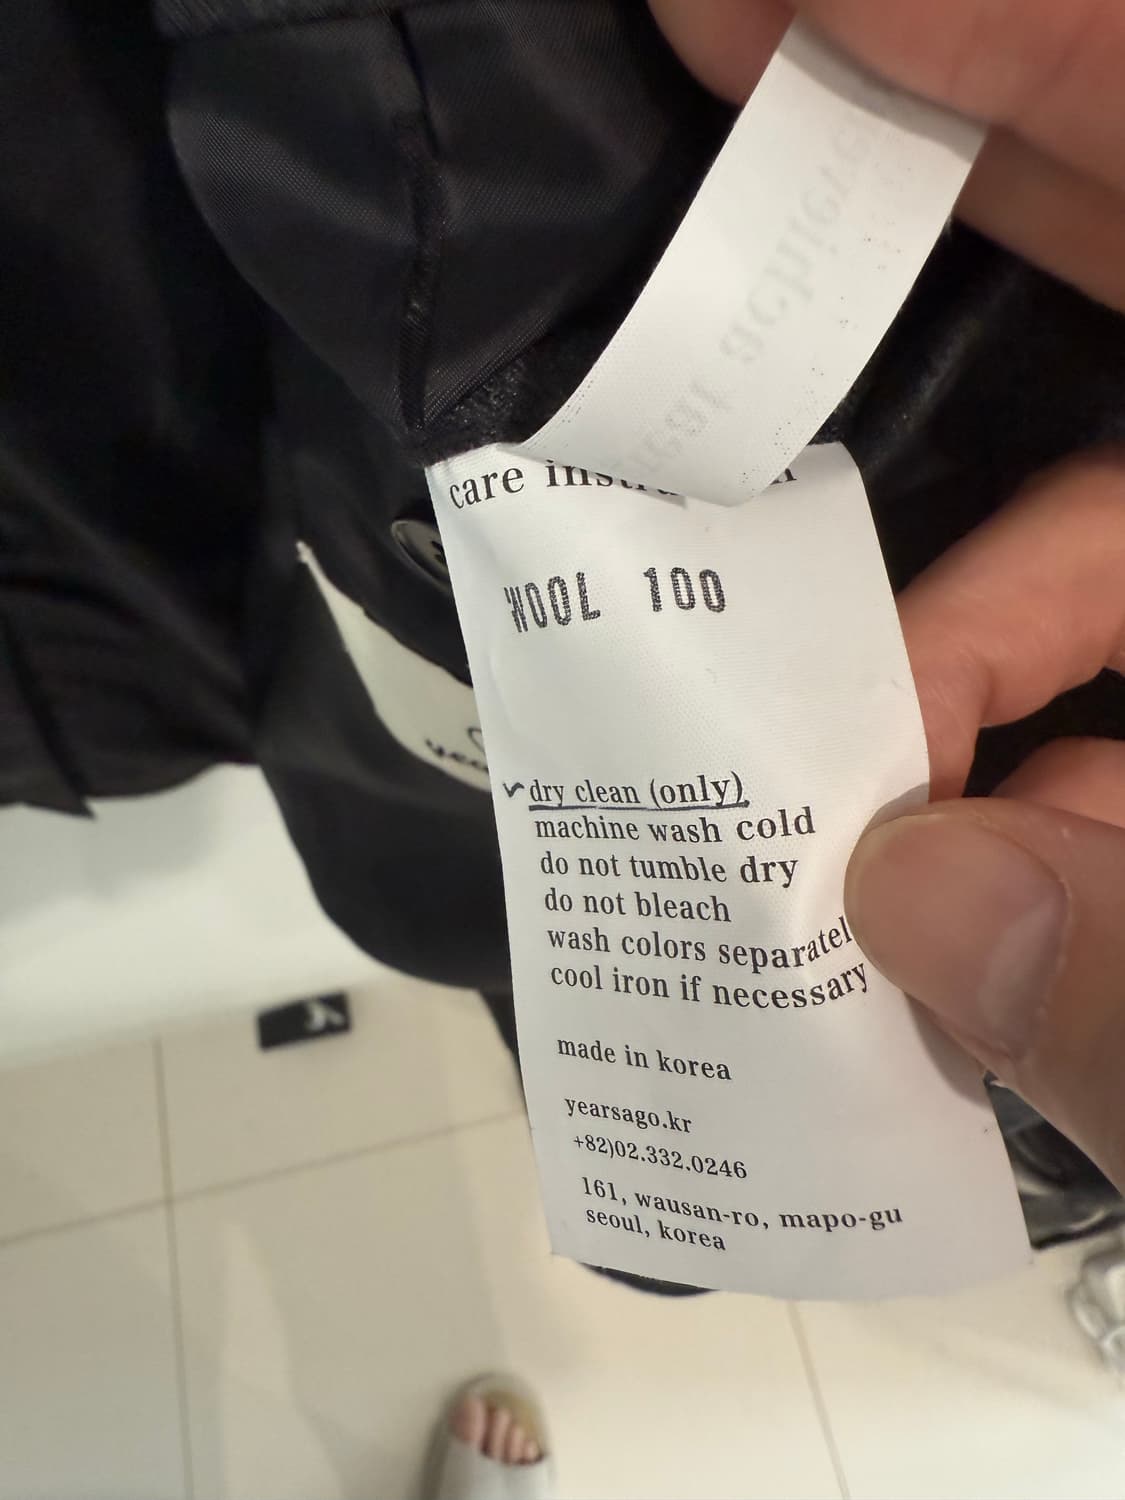 care
WOOL 100
dry clean (only)
machine wash cold
do not tumble dry
do not bleach
wash colors
cool iron if necessary
made in korea
yearsago.kr
+82)02.332.0246
161, wausan-ro, mapo-gu
seoul, korea